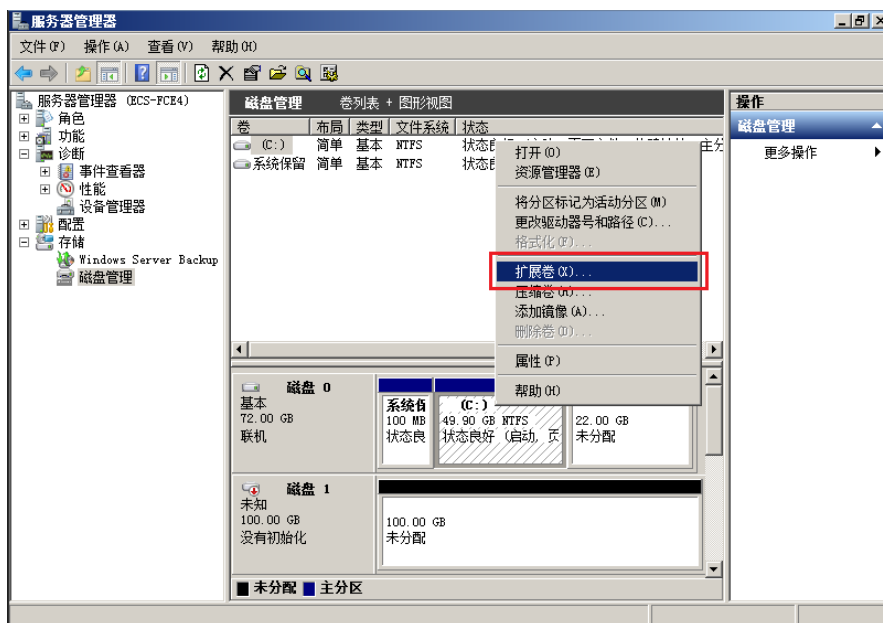 服务器管理器
文件(F) 操作(A) 查看(V) 帮助(H)
服务器管理器 (ECS-FCE4)
角色
功能
诊断
事件查看器
性能
设备管理器
配置
存储
Windows Server Backup
磁盘管理
磁盘管理 卷列表 + 图形视图
卷 布局 类型 文件系统 状态
(C:) 简单 基本 NTFS 状态良
系统保留 简单 基本 NTFS 状态良
主分
打开(O)
资源管理器(E)
将分区标记为活动分区(M)
更改驱动器号和路径(C)...
格式化(F)...
扩展卷(X)...
压缩卷(H)...
添加镜像(A)...
删除卷(D)...
属性(P)
帮助(H)
磁盘 0
基本
72.00 GB
联机
系统保
100 MB
状态良
(C:)
49.90 GB NTFS
状态良好 (启动, 页
22.00 GB
未分配
磁盘 1
未知
100.00 GB
没有初始化
100.00 GB
未分配
未分配 主分区
操作
磁盘管理
更多操作